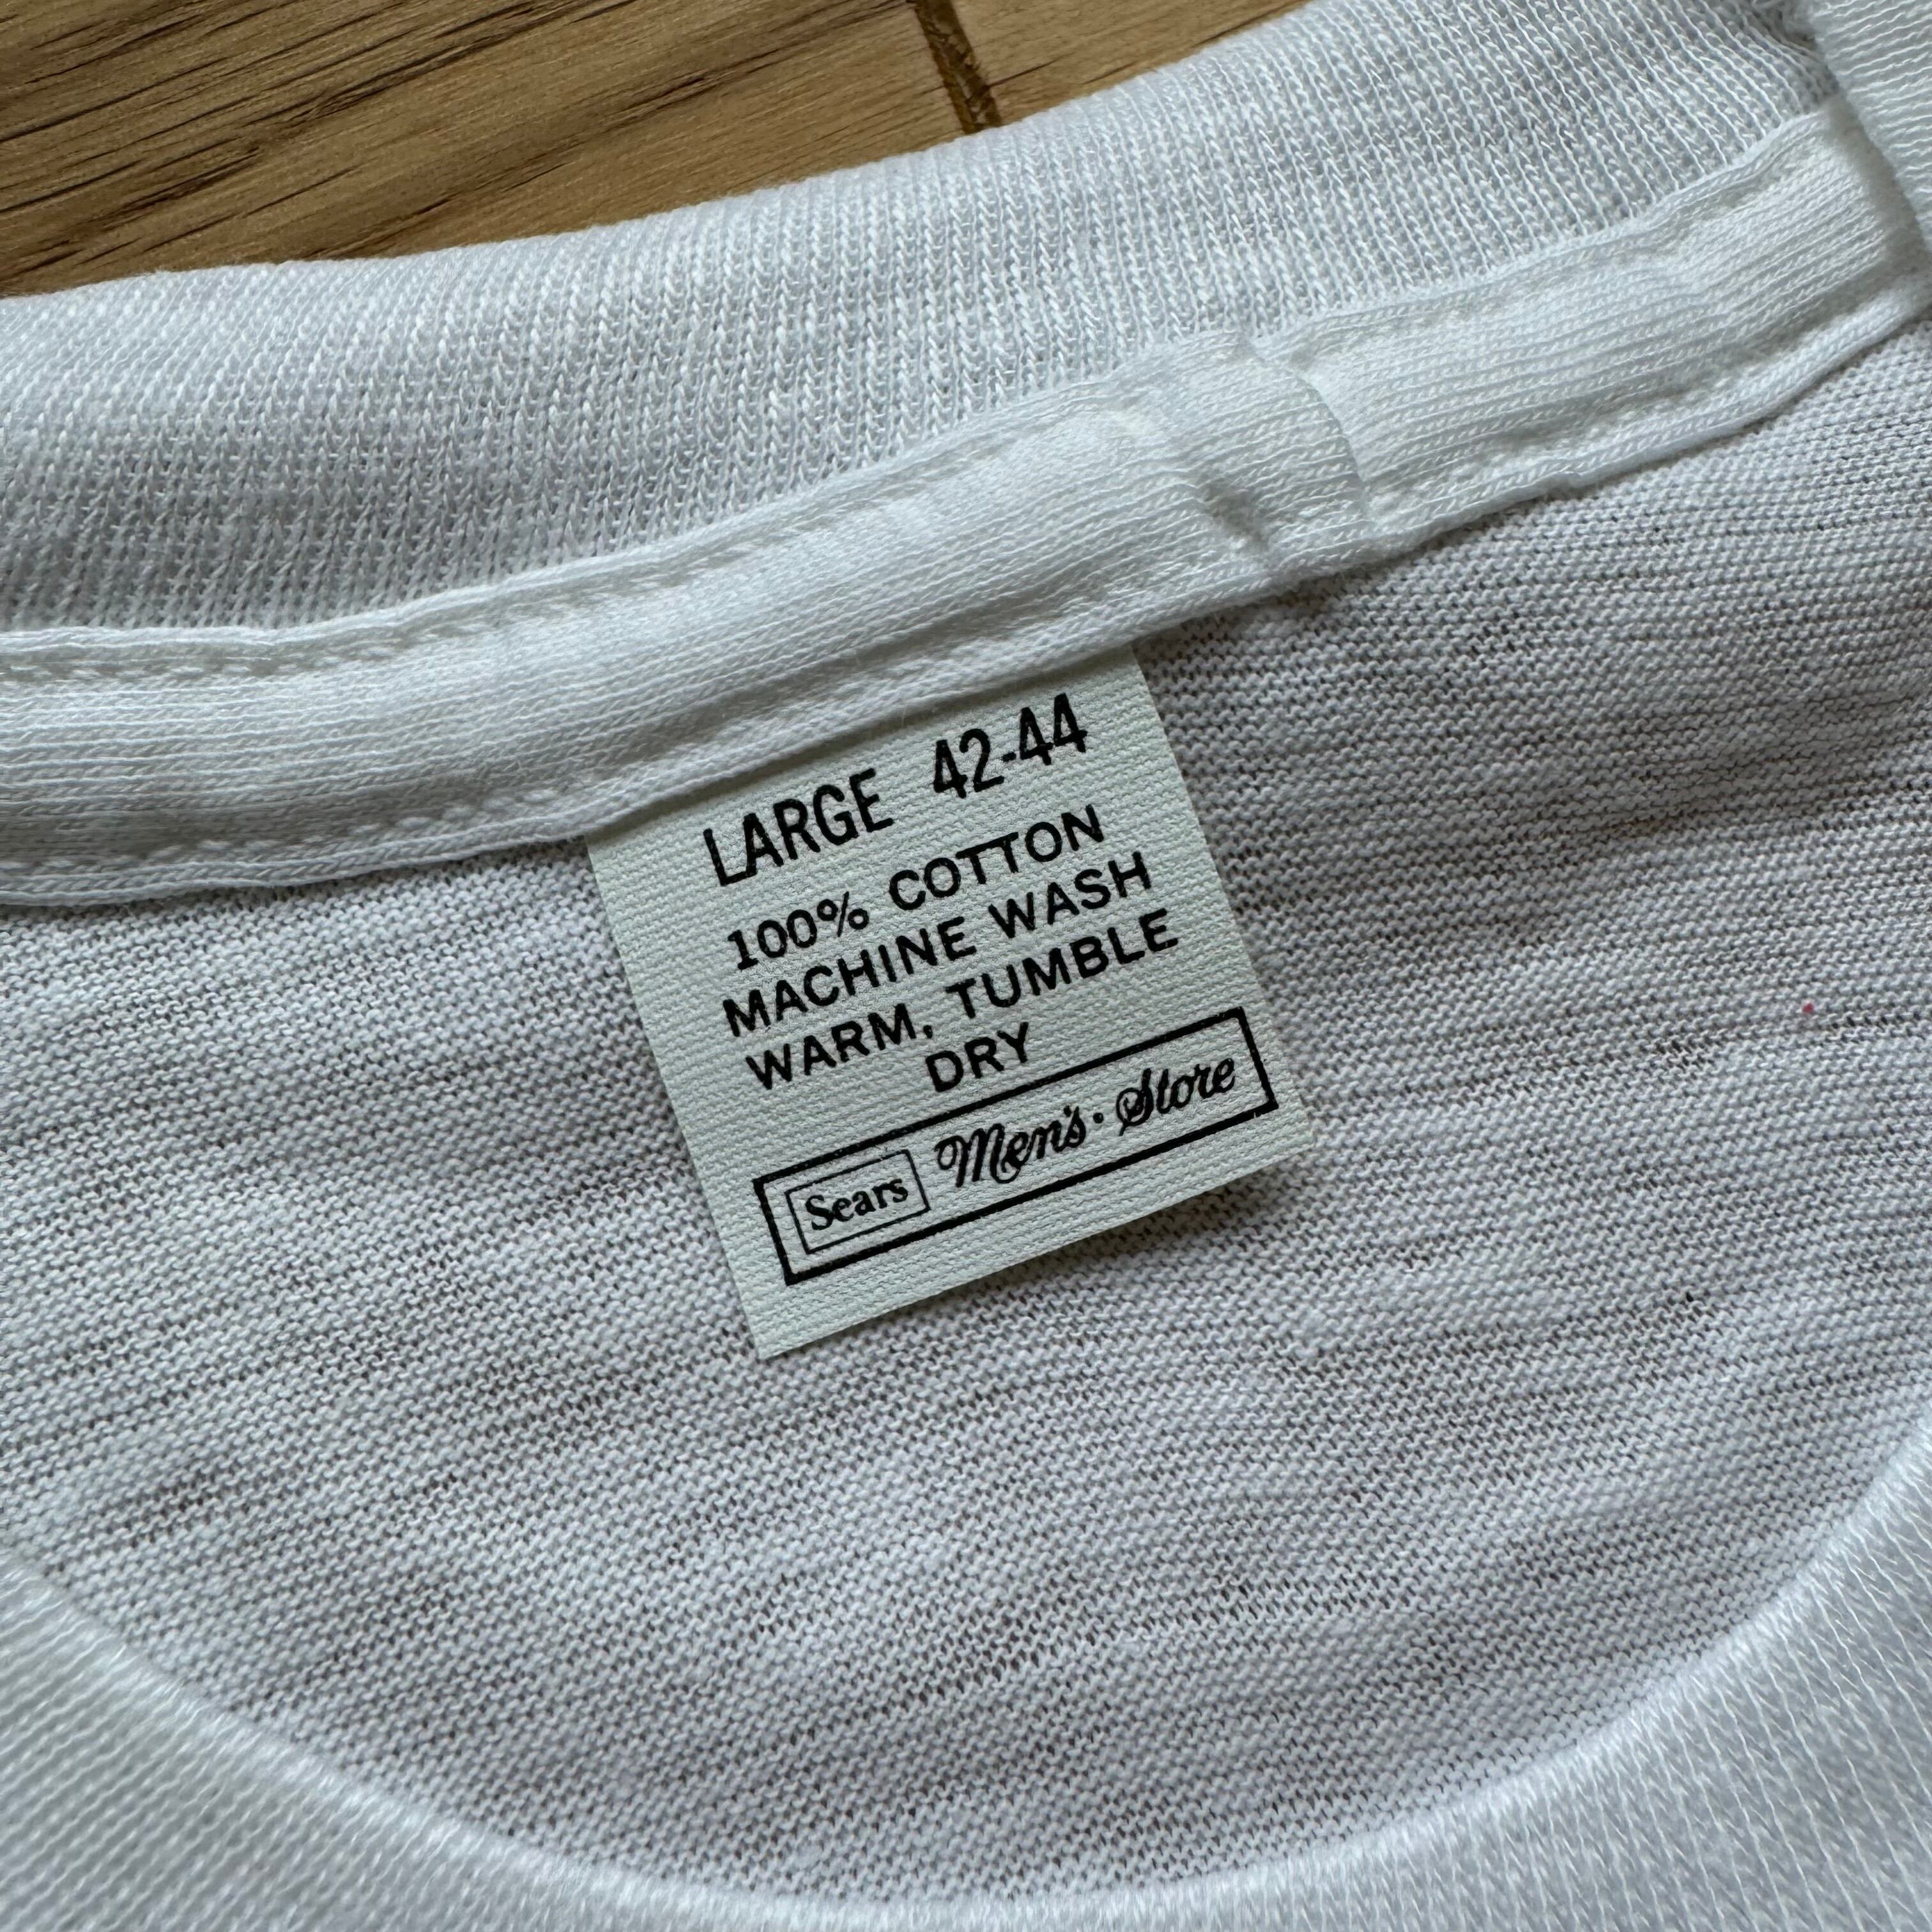 LARGE 42-44
100% COTTON
MACHINE WASH
WARM, TUMBLE
DRY
Sears Men's·Store